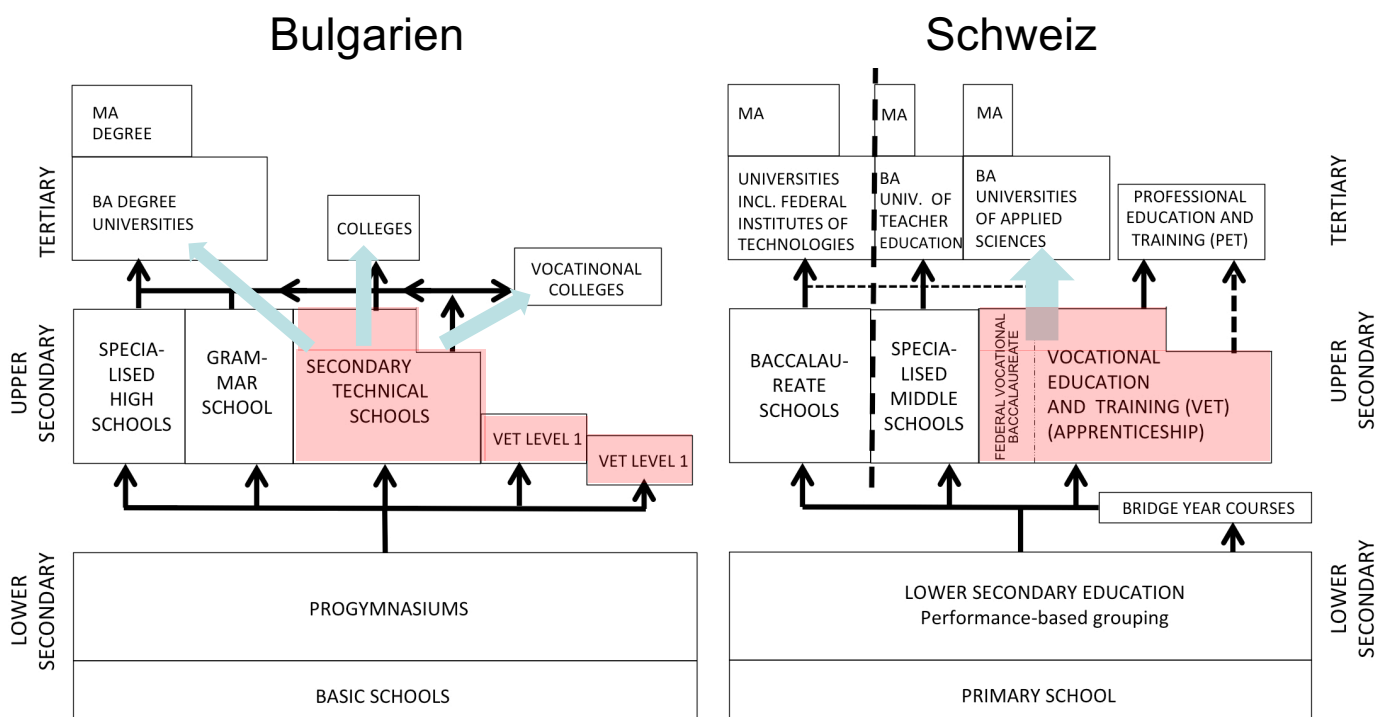 Bulgarien
MA
DEGREE
BA DEGREE
UNIVERSITIES
COLLEGES
VOCATINONAL
COLLEGES
TERTIARY
SPECIA-
LISED
HIGH
SCHOOLS
GRAM-
MAR
SCHOOL
SECONDARY
TECHNICAL
SCHOOLS
VET LEVEL 1
VET LEVEL 1
UPPER
SECONDARY
PROGYMNASIUMS
LOWER
SECONDARY
BASIC SCHOOLS
Schweiz
MA
MA
MA
UNIVERSITIES
INCL. FEDERAL
INSTITUTES OF
TECHNOLOGIES
BA
UNIV. OF
TEACHER
EDUCATION
BA
UNIVERSITIES
OF APPLIED
SCIENCES
PROFESSIONAL
EDUCATION AND
TRAINING (PET)
TERTIARY
BACCALAU-
REATE
SCHOOLS
SPECIA-
LISED
MIDDLE
SCHOOLS
FEDERAL VOCATIONAL
BACCALAUREATE
VOCATIONAL
EDUCATION
AND TRAINING (VET)
(APPRENTICESHIP)
UPPER
SECONDARY
BRIDGE YEAR COURSES
LOWER SECONDARY EDUCATION
Performance-based grouping
LOWER
SECONDARY
PRIMARY SCHOOL